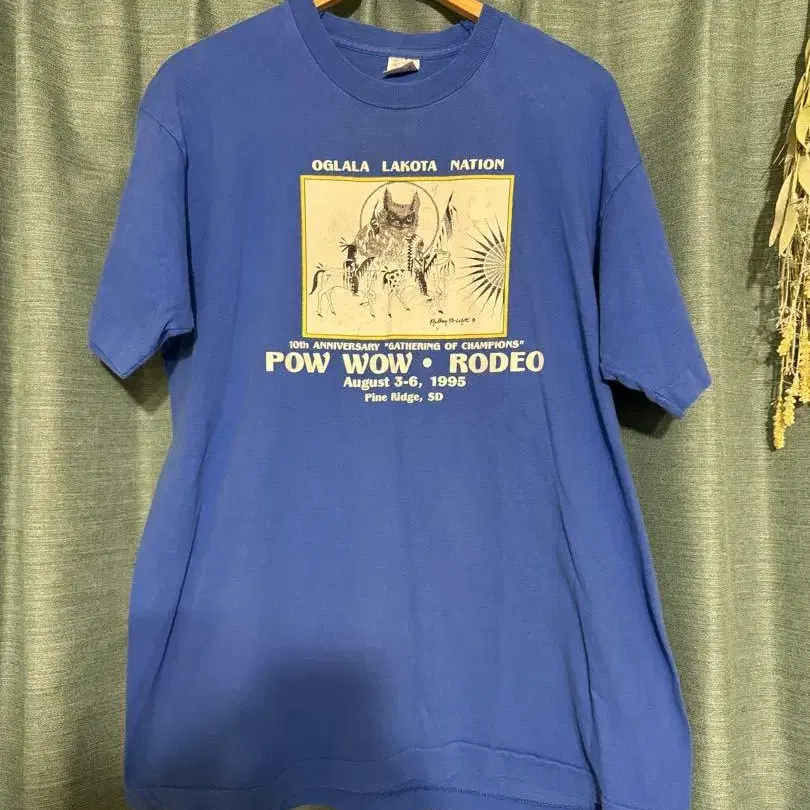 OGLALA LAKOTA NATION
10th ANNIVERSARY "GATHERING OF CHAMPIONS"
POW WOW • RODEO
August 3-6, 1995
Pine Ridge, SD